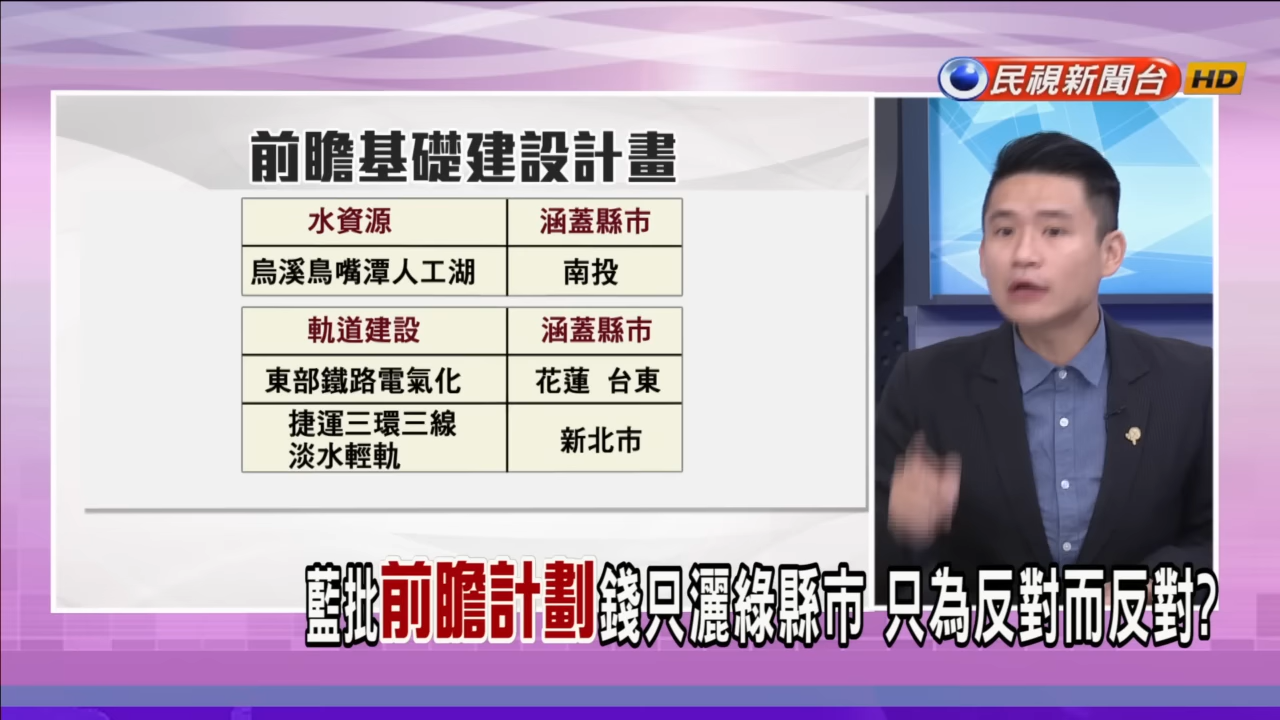 民視新聞台 HD
前瞻基礎建設計畫
水資源 涵蓋縣市
烏溪鳥嘴潭人工湖 南投
軌道建設 涵蓋縣市
東部鐵路電氣化 花蓮 台東
捷運三環三線
淡水輕軌
新北市
藍批前瞻計劃錢只灑綠縣市 只為反對而反對?